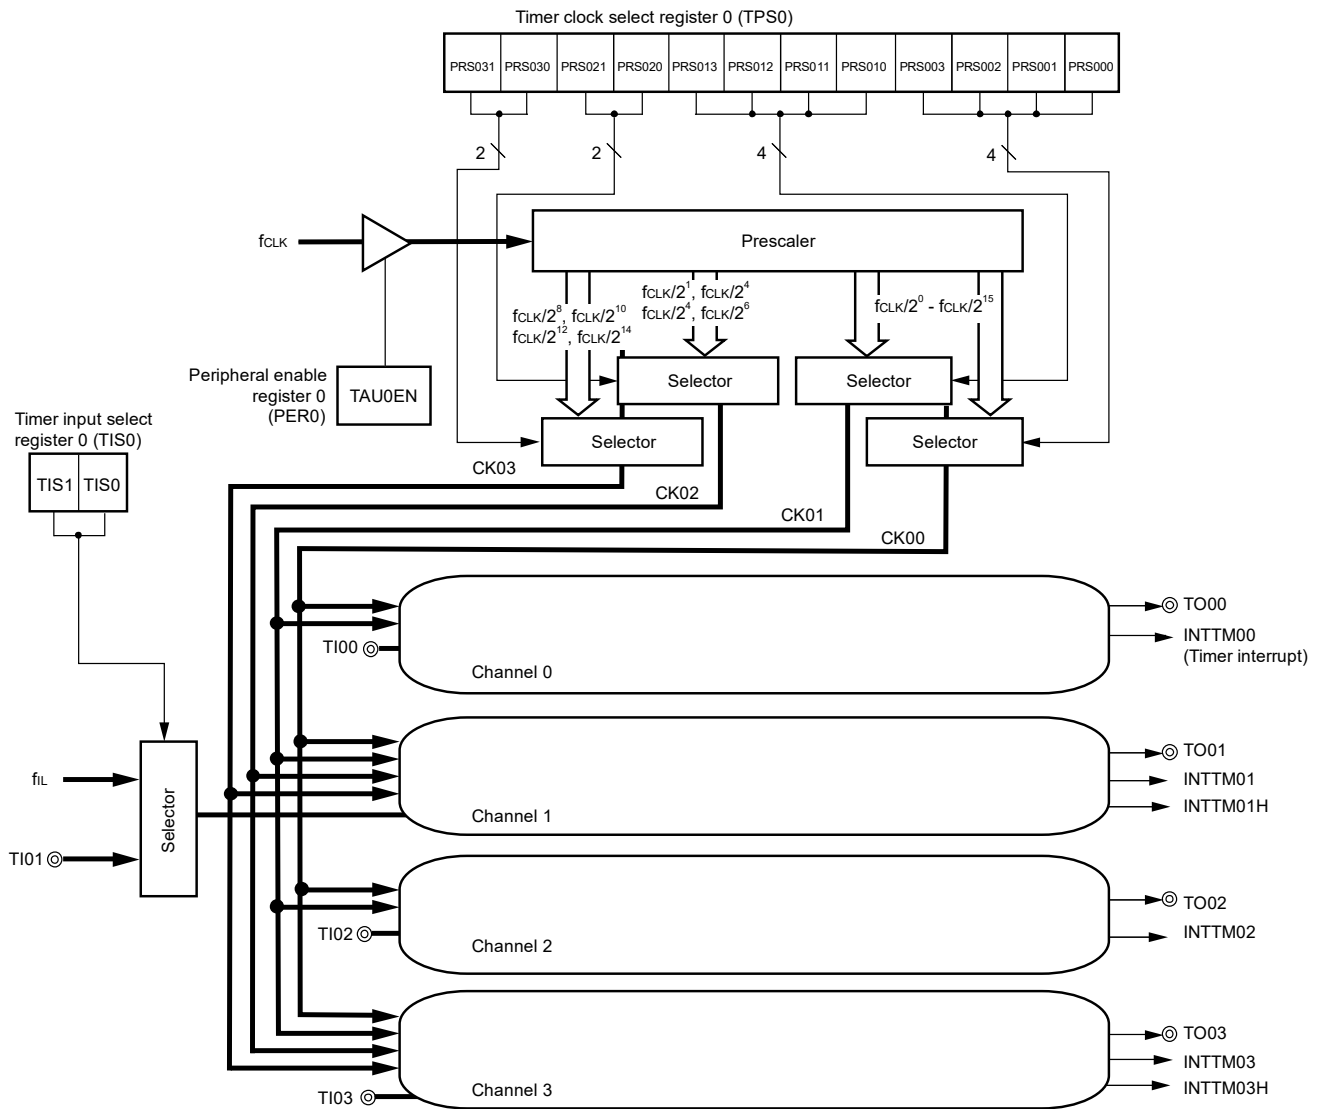 Timer clock select register 0 (TPS0)
PRS031 PRS030 PRS021 PRS020 PRS013 PRS012 PRS011 PRS010 PRS003 PRS002 PRS001 PRS000
2 2 4 4
fCLK
Prescaler
fCLK/2^8, fCLK/2^10
fCLK/2^12, fCLK/2^14
fCLK/2^1, fCLK/2^4
fCLK/2^4, fCLK/2^6
fCLK/2^0 - fCLK/2^15
Peripheral enable
register 0
(PER0)
TAU0EN
Selector
Selector
Selector
Selector
Timer input select
register 0 (TIS0)
TIS1 TIS0
CK03
CK02
CK01
CK00
TI00
Channel 0
TO00
INTTM00
(Timer interrupt)
fIL
TI01
Selector
Channel 1
TO01
INTTM01
INTTM01H
TI02
Channel 2
TO02
INTTM02
TI03
Channel 3
TO03
INTTM03
INTTM03H